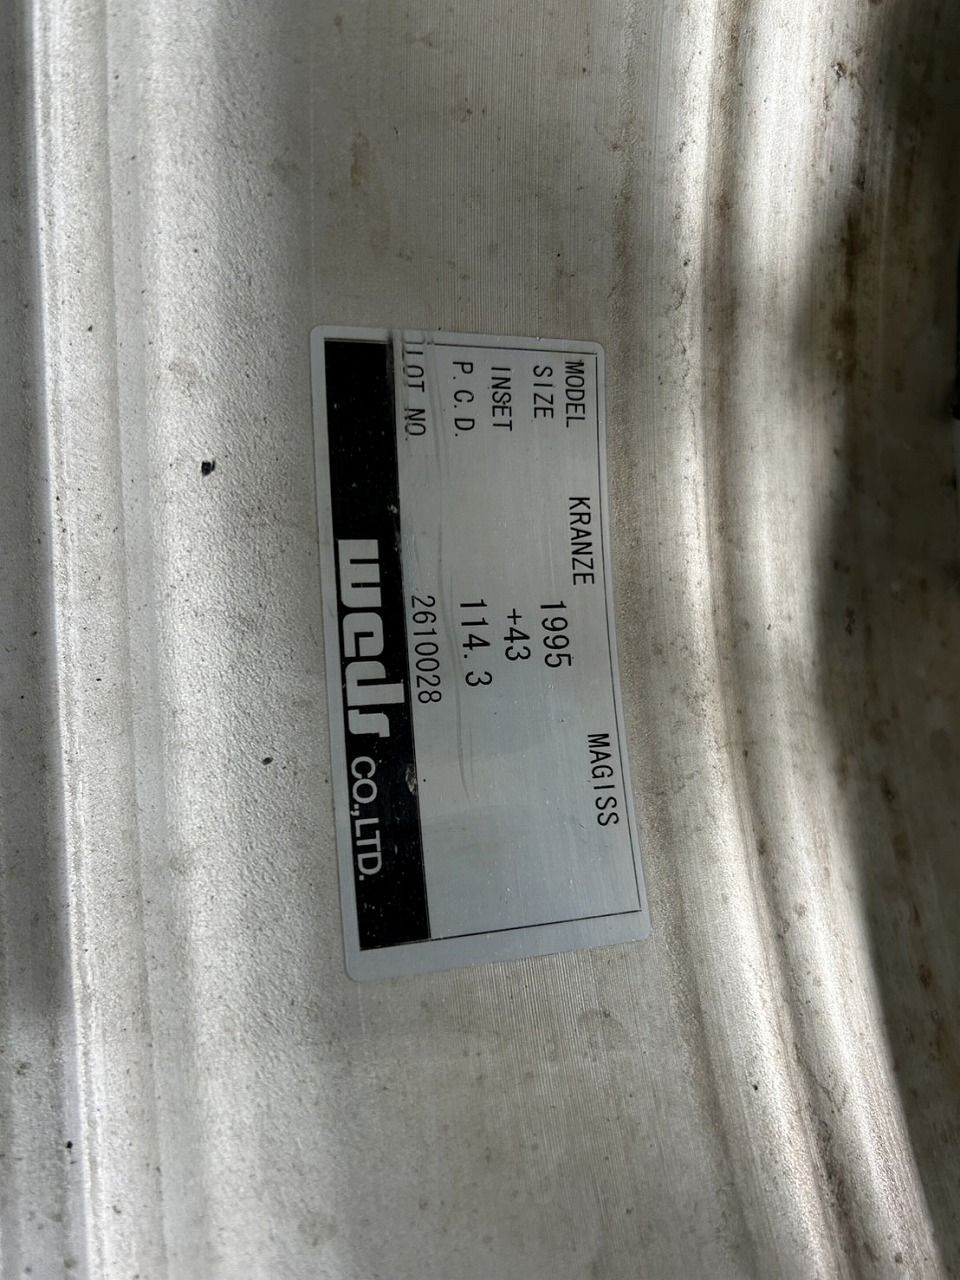 MODEL KRANZE MAGISS
SIZE 1995
INSET +43
P.C.D. 114.3
LOT NO. 2610028
weds CO.,LTD.